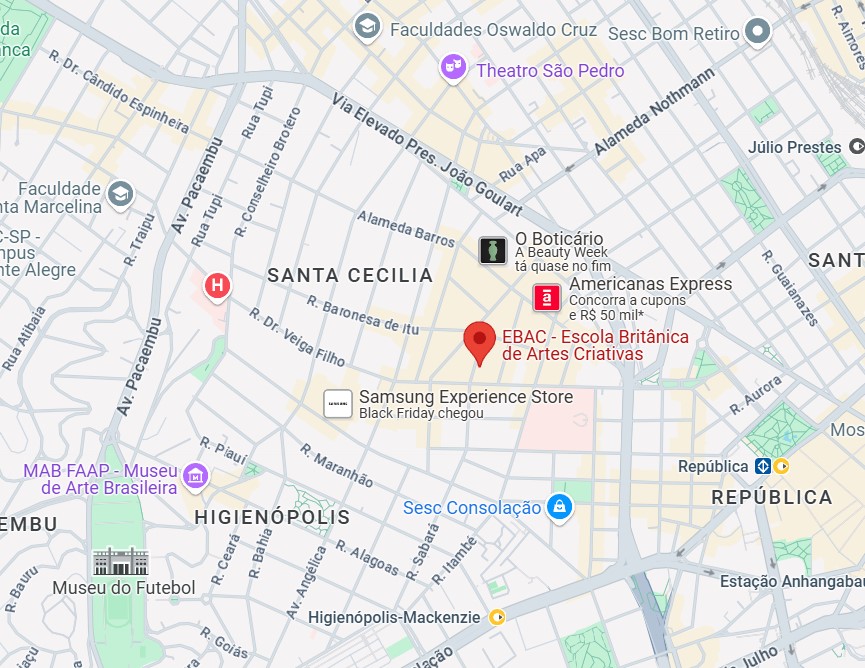 Faculdades Oswaldo Cruz
Sesc Bom Retiro
R. Aimorés
da
anca
R. Dr. Cândido Espinheira
Theatro São Pedro
Rua Tupi
Via Elevado Pres. João Goulart
Alameda Nothmann
R. Conselheiro Brotero
Av. Pacaembu
Rua Apa
Júlio Prestes
Faculdade
nta Marcelina
R. Traipu
Rua Tupi
Alameda Barros
C-SP -
mpus
nte Alegre
O Boticário
A Beauty Week
tá quase no fim
SANTA CECILIA
H
SANT
R. Guaianazes
Americanas Express
Concorra a cupons
e R$ 50 mil*
R. Baronesa de Itu
Rua Atibaia
R. Dr. Veiga Filho
EBAC - Escola Britânica
de Artes Criativas
Av. Pacaembu
Samsung Experience Store
Black Friday chegou
R. Aurora
Mos
R. Piauí
R. Maranhão
MAB FAAP - Museu
de Arte Brasileira
República
REPÚBLICA
Sesc Consolação
EMBU
HIGIENÓPOLIS
R. Ceará
R. Bahia
Av. Angélica
R. Alagoas
R. Sabará
R. Itambé
Museu do Futebol
R. Bauru
Estação Anhangabaú
Higienópolis-Mackenzie
R. Goiás
lação
Julho